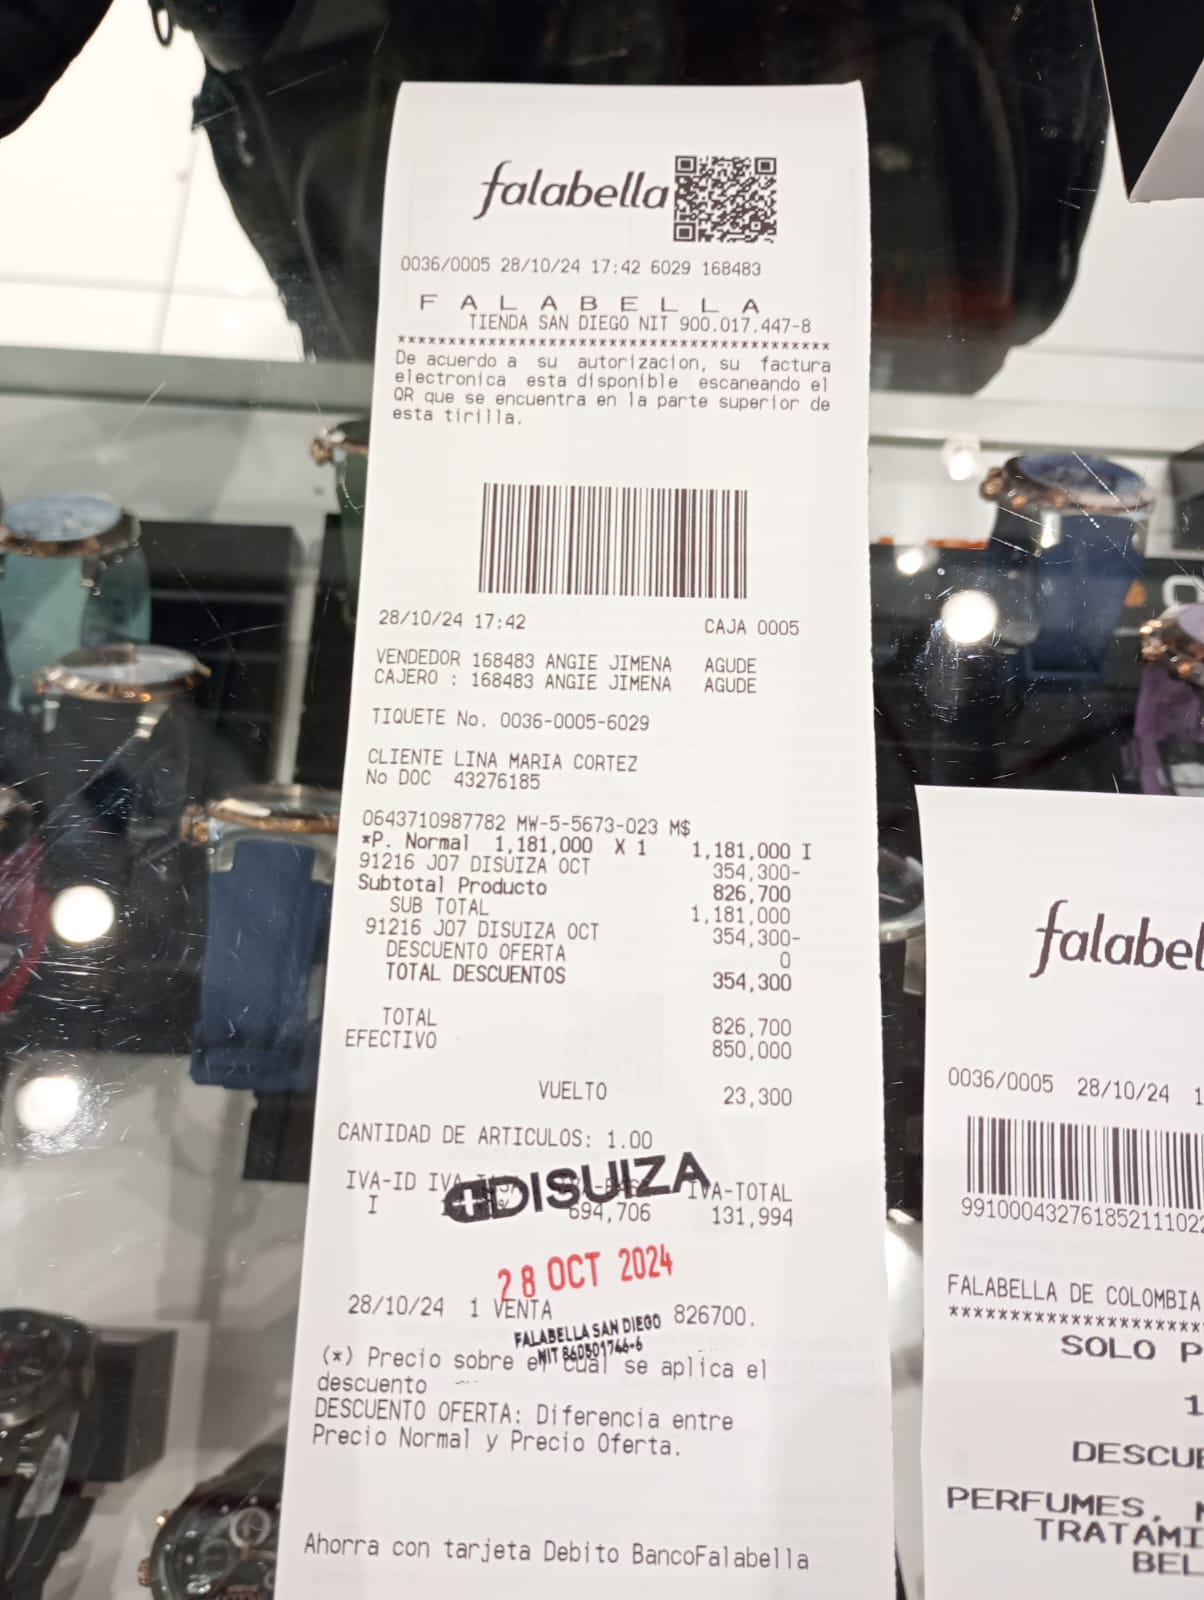 falabella
0036/0005 28/10/24 17:42 6029 168483
F A L A B E L L A
TIENDA SAN DIEGO NIT 900.017.447-8
******************************************
De acuerdo a su autorizacion, su factura
electronica esta disponible escaneando el
QR que se encuentra en la parte superior de
esta tirilla.
28/10/24 17:42 CAJA 0005
VENDEDOR 168483 ANGIE JIMENA AGUDE
CAJERO : 168483 ANGIE JIMENA AGUDE
TIQUETE No. 0036-0005-6029
CLIENTE LINA MARIA CORTEZ
No DOC 43276185
0643710987782 MW-5-5673-023 M$
*P. Normal 1,181,000 X 1 1,181,000 I
91216 J07 DISUIZA OCT 354,300-
Subtotal Producto 826,700
SUB TOTAL 1,181,000
91216 J07 DISUIZA OCT 354,300-
DESCUENTO OFERTA 0
TOTAL DESCUENTOS 354,300
TOTAL 826,700
EFECTIVO 850,000
VUELTO 23,300
CANTIDAD DE ARTICULOS: 1.00
IVA-ID IVA- IVA-TOTAL
DISUIZA
I 694,706 131,994
28 OCT 2024
28/10/24 1 VENTA 826700.
FALABELLA SAN DIEGO
NIT 860501746-6
(*) Precio sobre el cual se aplica el
descuento
DESCUENTO OFERTA: Diferencia entre
Precio Normal y Precio Oferta.
Ahorra con tarjeta Debito BancoFalabella
falabel
0036/0005 28/10/24 1
991000432761852111022
FALABELLA DE COLOMBIA
*************************
SOLO P
1
DESCUE
PERFUMES,
TRATAMI
BEL